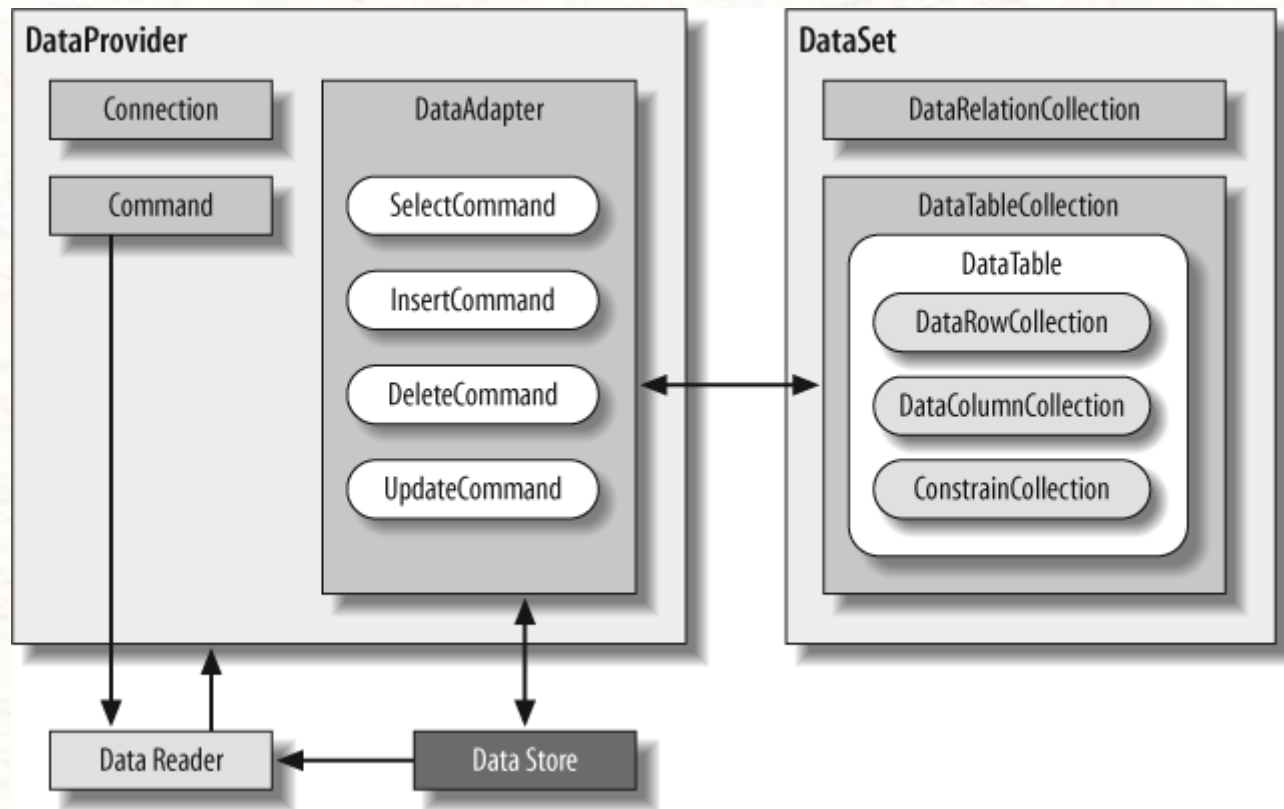 DataProvider
Connection
Command
DataAdapter
SelectCommand
InsertCommand
DeleteCommand
UpdateCommand
Data Reader
Data Store
DataSet
DataRelationCollection
DataTableCollection
DataTable
DataRowCollection
DataColumnCollection
ConstrainCollection